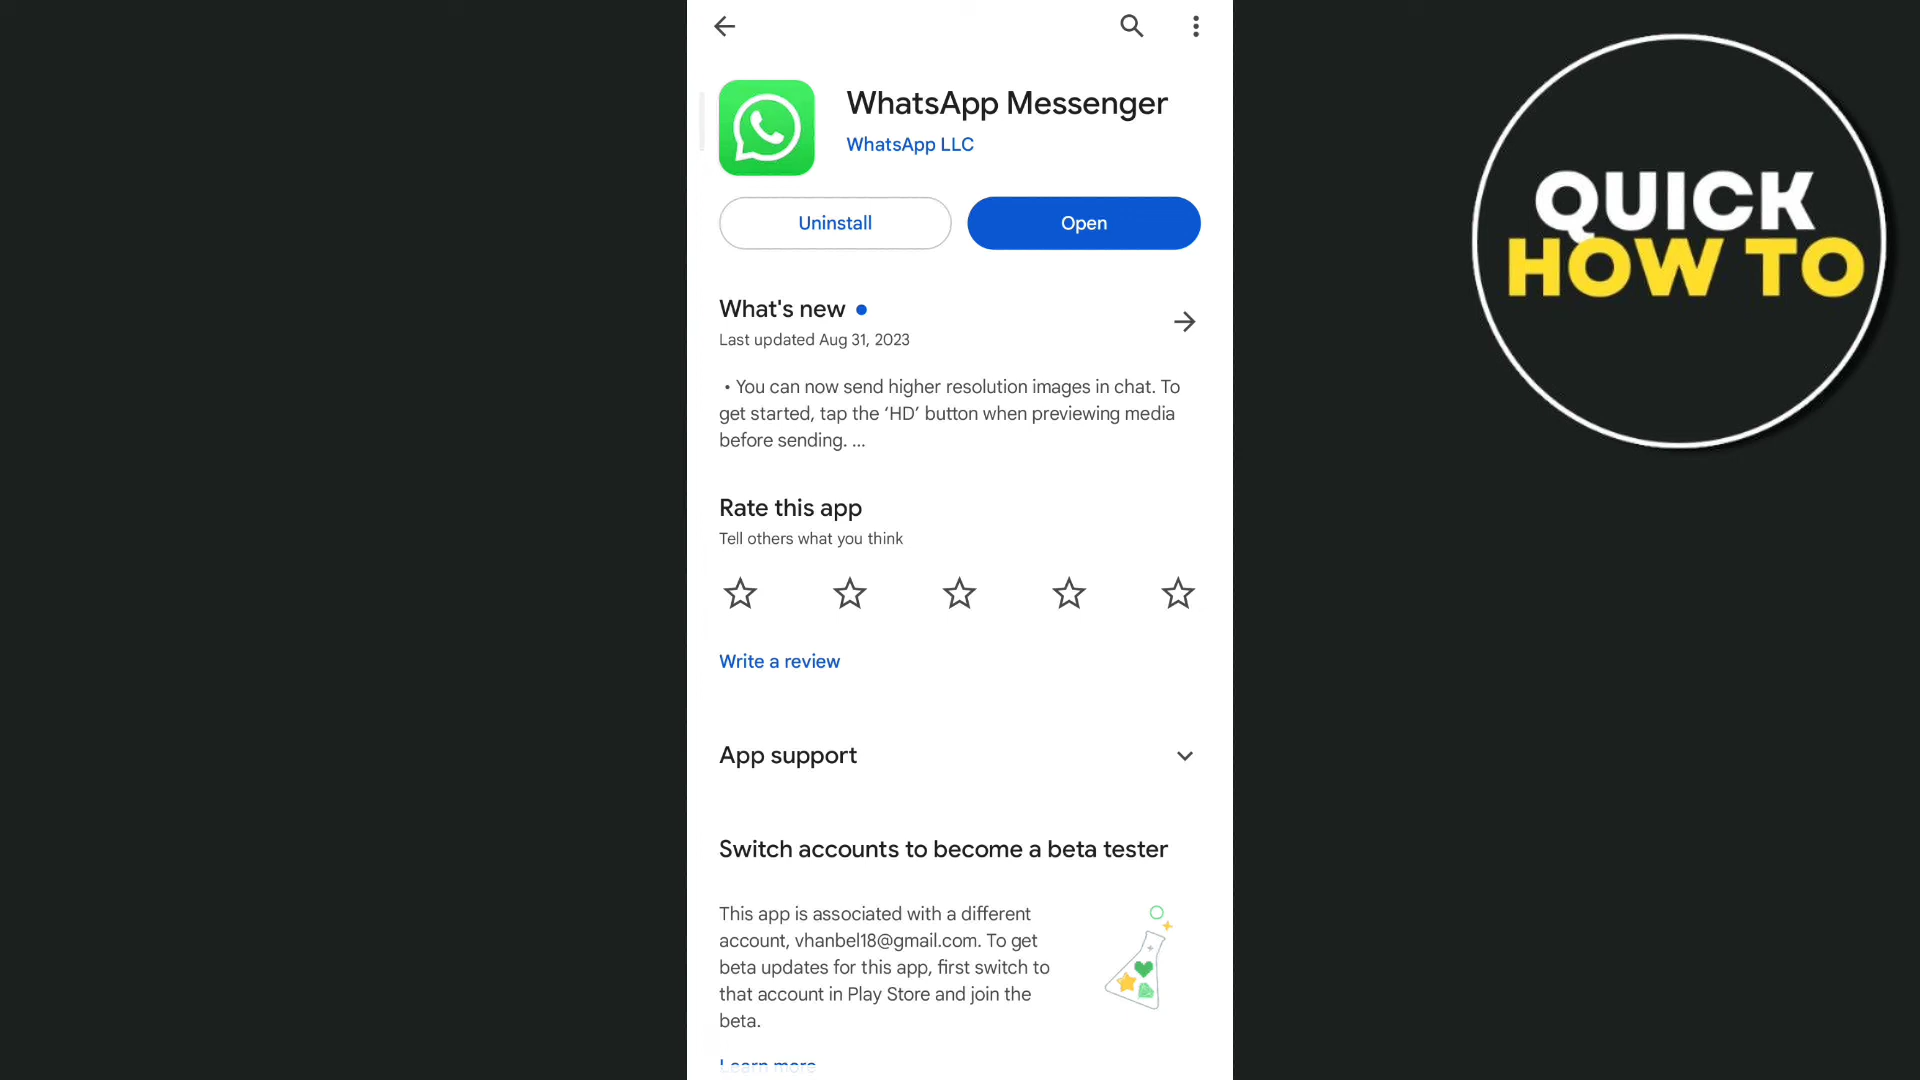 WhatsApp Messenger
WhatsApp LLC
Uninstall
Open
What's new
Last updated Aug 31, 2023
• You can now send higher resolution images in chat. To
get started, tap the ‘HD’ button when previewing media
before sending. ...
Rate this app
Tell others what you think
Write a review
App support
Switch accounts to become a beta tester
This app is associated with a different
account, vhanbel18@gmail.com. To get
beta updates for this app, first switch to
that account in Play Store and join the
beta.
Learn more
QUICK
HOW TO